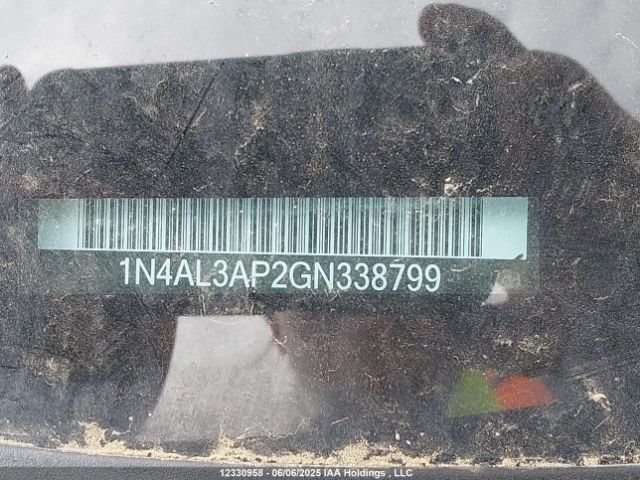 1N4AL3AP2GN338799
12330958 - 06/06/2025 IAA Holdings , LLC